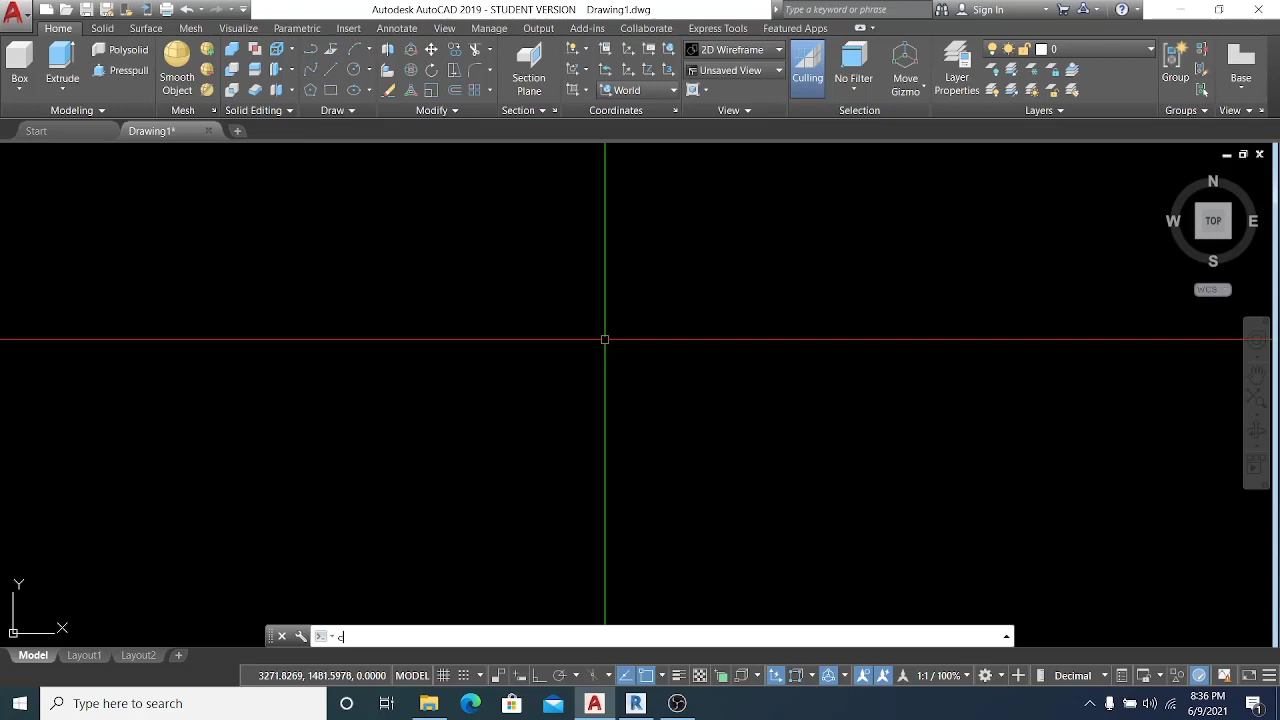 Autodesk AutoCAD 2019 - STUDENT VERSION Drawing1.dwg
Type a keyword or phrase
Sign In
Home Solid Surface Mesh Visualize Parametric Insert Annotate View Manage Output Add-ins Collaborate Express Tools Featured Apps
Box
Extrude
Polysolid
Presspull
Smooth
Object
Section
Plane
World
2D Wireframe
Unsaved View
Culling
No Filter
Move
Gizmo
Layer
Properties
0
Group
Base
Modeling Mesh Solid Editing Draw Modify Section Coordinates View Selection Layers Groups View
Start Drawing1*
N
W TOP E
S
WCS
Y
X
c
Model Layout1 Layout2
3271.8269, 1481.5978, 0.0000 MODEL 1:1 / 100% Decimal
Type here to search
8:36 PM
6/9/2021